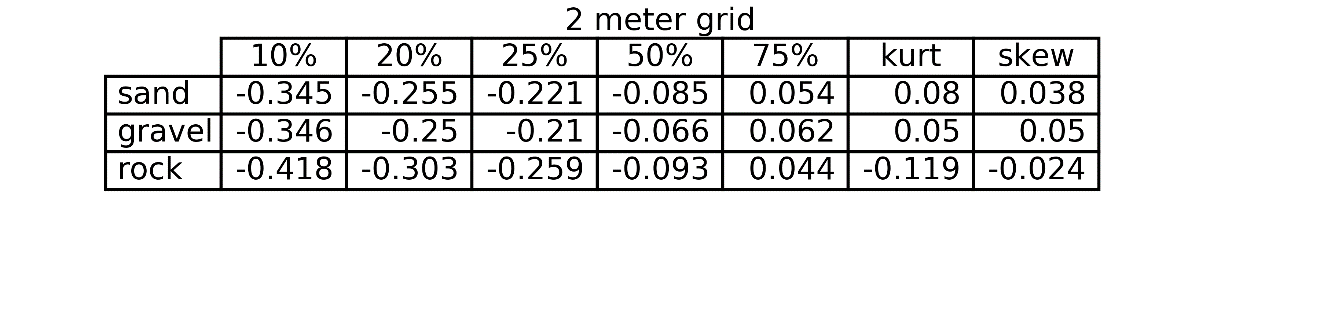 2 meter grid
10% 20% 25% 50% 75% kurt skew
sand -0.345 -0.255 -0.221 -0.085 0.054 0.08 0.038
gravel -0.346 -0.25 -0.21 -0.066 0.062 0.05 0.05
rock -0.418 -0.303 -0.259 -0.093 0.044 -0.119 -0.024